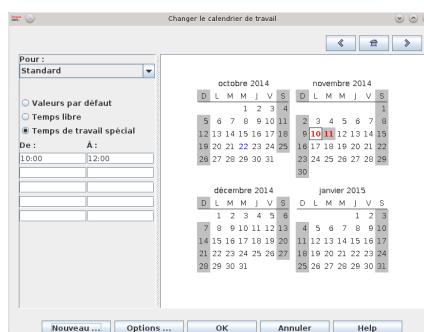 Changer le calendrier de travail
Pour :
Standard
Valeurs par défaut
Temps libre
Temps de travail spécial
De : À :
10:00 12:00
octobre 2014
D L M M J V S
1 2 3 4
5 6 7 8 9 10 11
12 13 14 15 16 17 18
19 20 21 22 23 24 25
26 27 28 29 30 31
novembre 2014
D L M M J V S
1
2 3 4 5 6 7 8
9 10 11 12 13 14 15
16 17 18 19 20 21 22
23 24 25 26 27 28 29
30
décembre 2014
D L M M J V S
1 2 3 4 5 6
7 8 9 10 11 12 13
14 15 16 17 18 19 20
21 22 23 24 25 26 27
28 29 30 31
janvier 2015
D L M M J V S
1 2 3
4 5 6 7 8 9 10
11 12 13 14 15 16 17
18 19 20 21 22 23 24
25 26 27 28 29 30 31
Nouveau ... Options ... OK Annuler Help